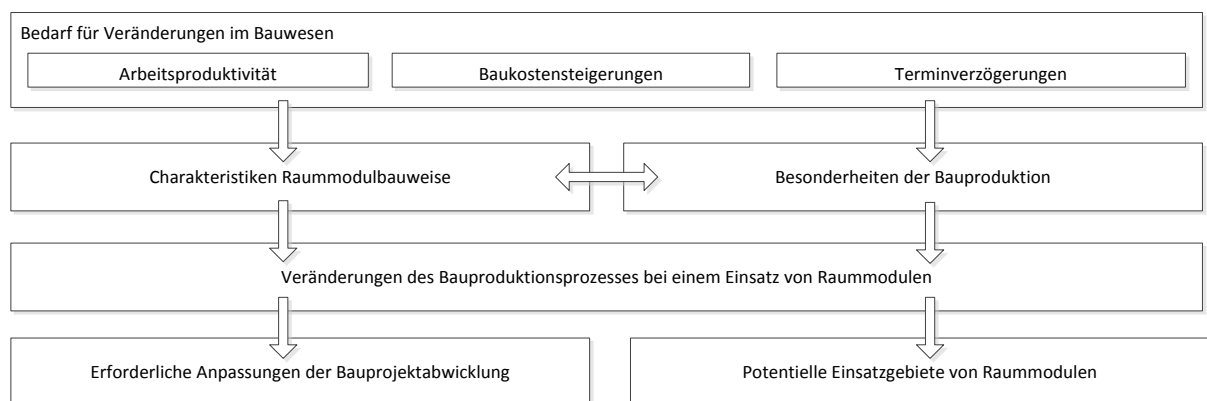 Bedarf für Veränderungen im Bauwesen
Arbeitsproduktivität
Baukostensteigerungen
Terminverzögerungen
Charakteristiken Raummodulbauweise
Besonderheiten der Bauproduktion
Veränderungen des Bauproduktionsprozesses bei einem Einsatz von Raummodulen
Erforderliche Anpassungen der Bauprojektabwicklung
Potentielle Einsatzgebiete von Raummodulen